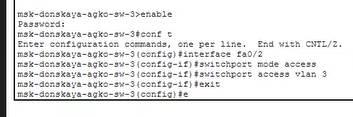 msk-donskaya-agko-sw-3>enable
Password:
msk-donskaya-agko-sw-3#conf t
Enter configuration commands, one per line.  End with CNTL/Z.
msk-donskaya-agko-sw-3(config)#interface fa0/2
msk-donskaya-agko-sw-3(config-if)#switchport mode access
msk-donskaya-agko-sw-3(config-if)#switchport access vlan 3
msk-donskaya-agko-sw-3(config-if)#exit
msk-donskaya-agko-sw-3(config)#e